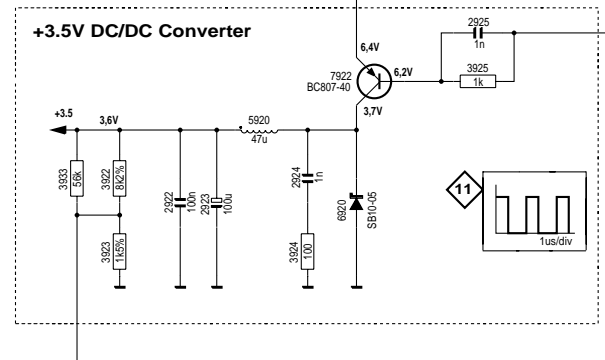 +3.5V DC/DC Converter
2925
1n
6,4V
7922
BC807-40
6,2V
3925
1k
3,7V
+3.5
3,6V
5920
47u
3933
56k
3922
8k2%
2922
100n
2923
100u
2924
1n
6920
SB10-05
11
3923
1k5%
3924
100
1us/div